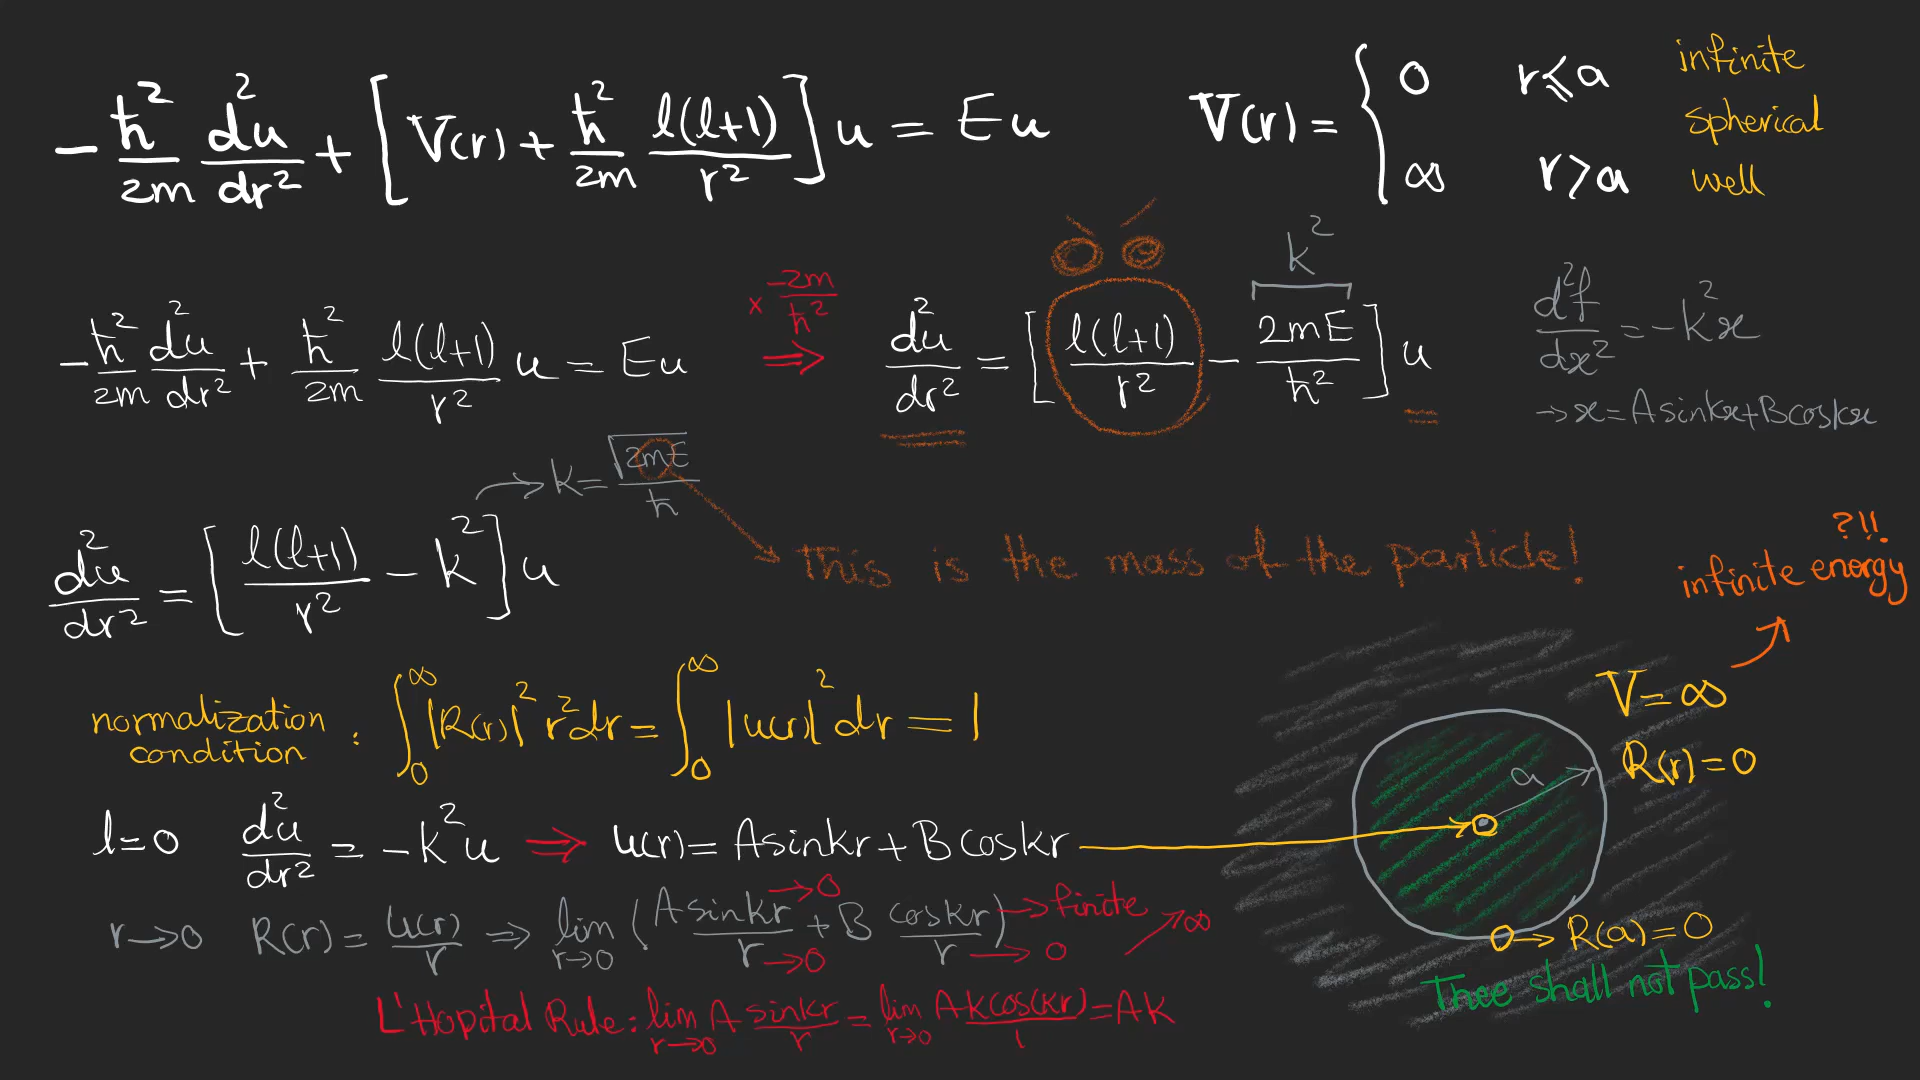 -ħ²/2m d²u/dr² + [V(r) + ħ²/2m l(l+1)/r²]u = Eu
V(r) = { 0 r⩽a
∞ r>a
infinite
spherical
well
-ħ²/2m d²u/dr² + ħ²/2m l(l+1)/r² u = Eu
x -2m/ħ²
⇒
d²u/dr² = [l(l+1)/r² - 2mE/ħ²]u
k²
d²f/dx² = -k²x
→x=Asinkx+Bcoskx
→k=√2mE/ħ
d²u/dr² = [l(l+1)/r² - k²]u
This is the mass of the particle!
?!!
infinite energy
normalization
condition :
∫₀^∞ |R(r)|² r²dr = ∫₀^∞ |u(r)|² dr = 1
V=∞
R(r)=0
a
l=0 d²u/dr² = -k²u ⇒ u(r)=Asinkr+Bcoskr
r→0 R(r)=u(r)/r ⇒ lim r→0 (Asinkr/r + B coskr/r)
→0
→0
→finite
→0
→∞
→R(a)=0
Thee shall not pass!
L'Hopital Rule: lim r→0 A sinkr/r = lim r→0 Akcos(kr)/1 = Ak